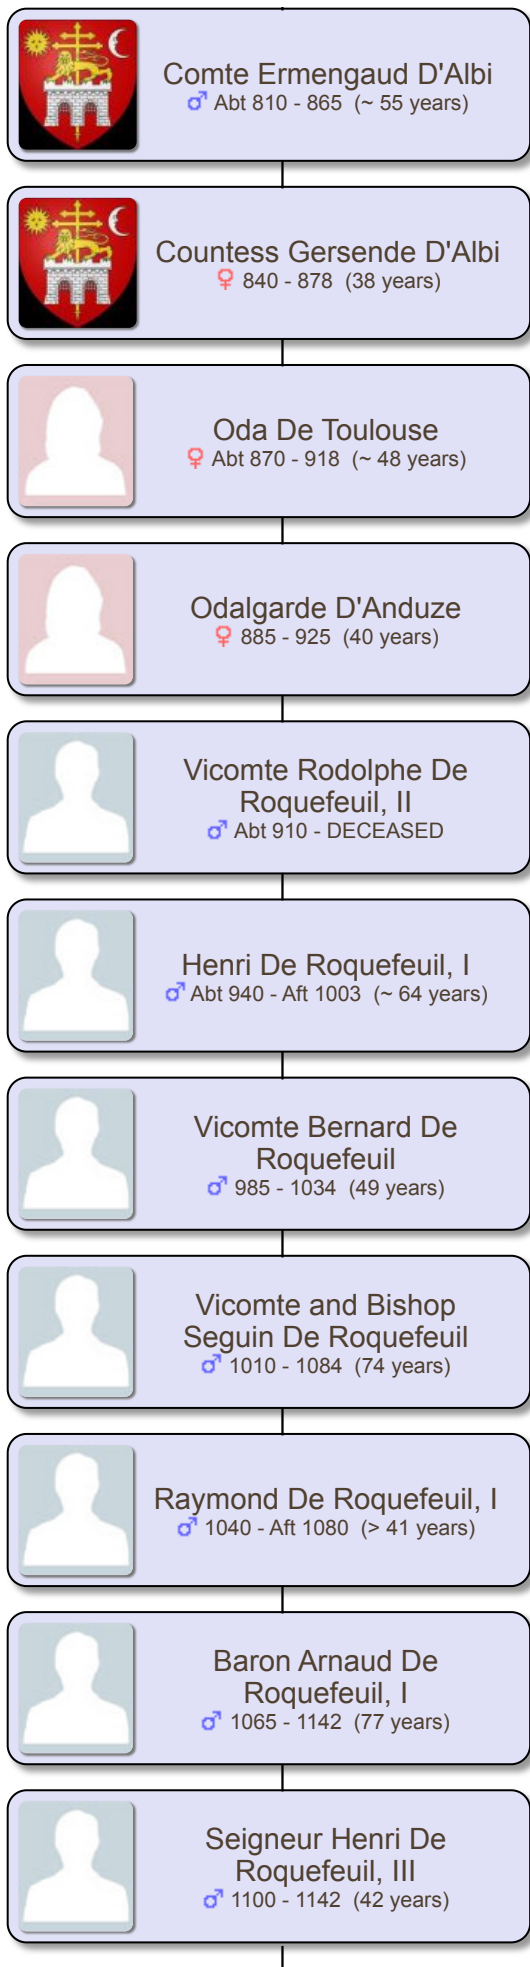 Comte Ermengaud D'Albi
♂ Abt 810 - 865 (~ 55 years)
Countess Gersende D'Albi
♀ 840 - 878 (38 years)
Oda De Toulouse
♀ Abt 870 - 918 (~ 48 years)
Odalgarde D'Anduze
♀ 885 - 925 (40 years)
Vicomte Rodolphe De
Roquefeuil, II
♂ Abt 910 - DECEASED
Henri De Roquefeuil, I
♂ Abt 940 - Aft 1003 (~ 64 years)
Vicomte Bernard De
Roquefeuil
♂ 985 - 1034 (49 years)
Vicomte and Bishop
Seguin De Roquefeuil
♂ 1010 - 1084 (74 years)
Raymond De Roquefeuil, I
♂ 1040 - Aft 1080 (> 41 years)
Baron Arnaud De
Roquefeuil, I
♂ 1065 - 1142 (77 years)
Seigneur Henri De
Roquefeuil, III
♂ 1100 - 1142 (42 years)